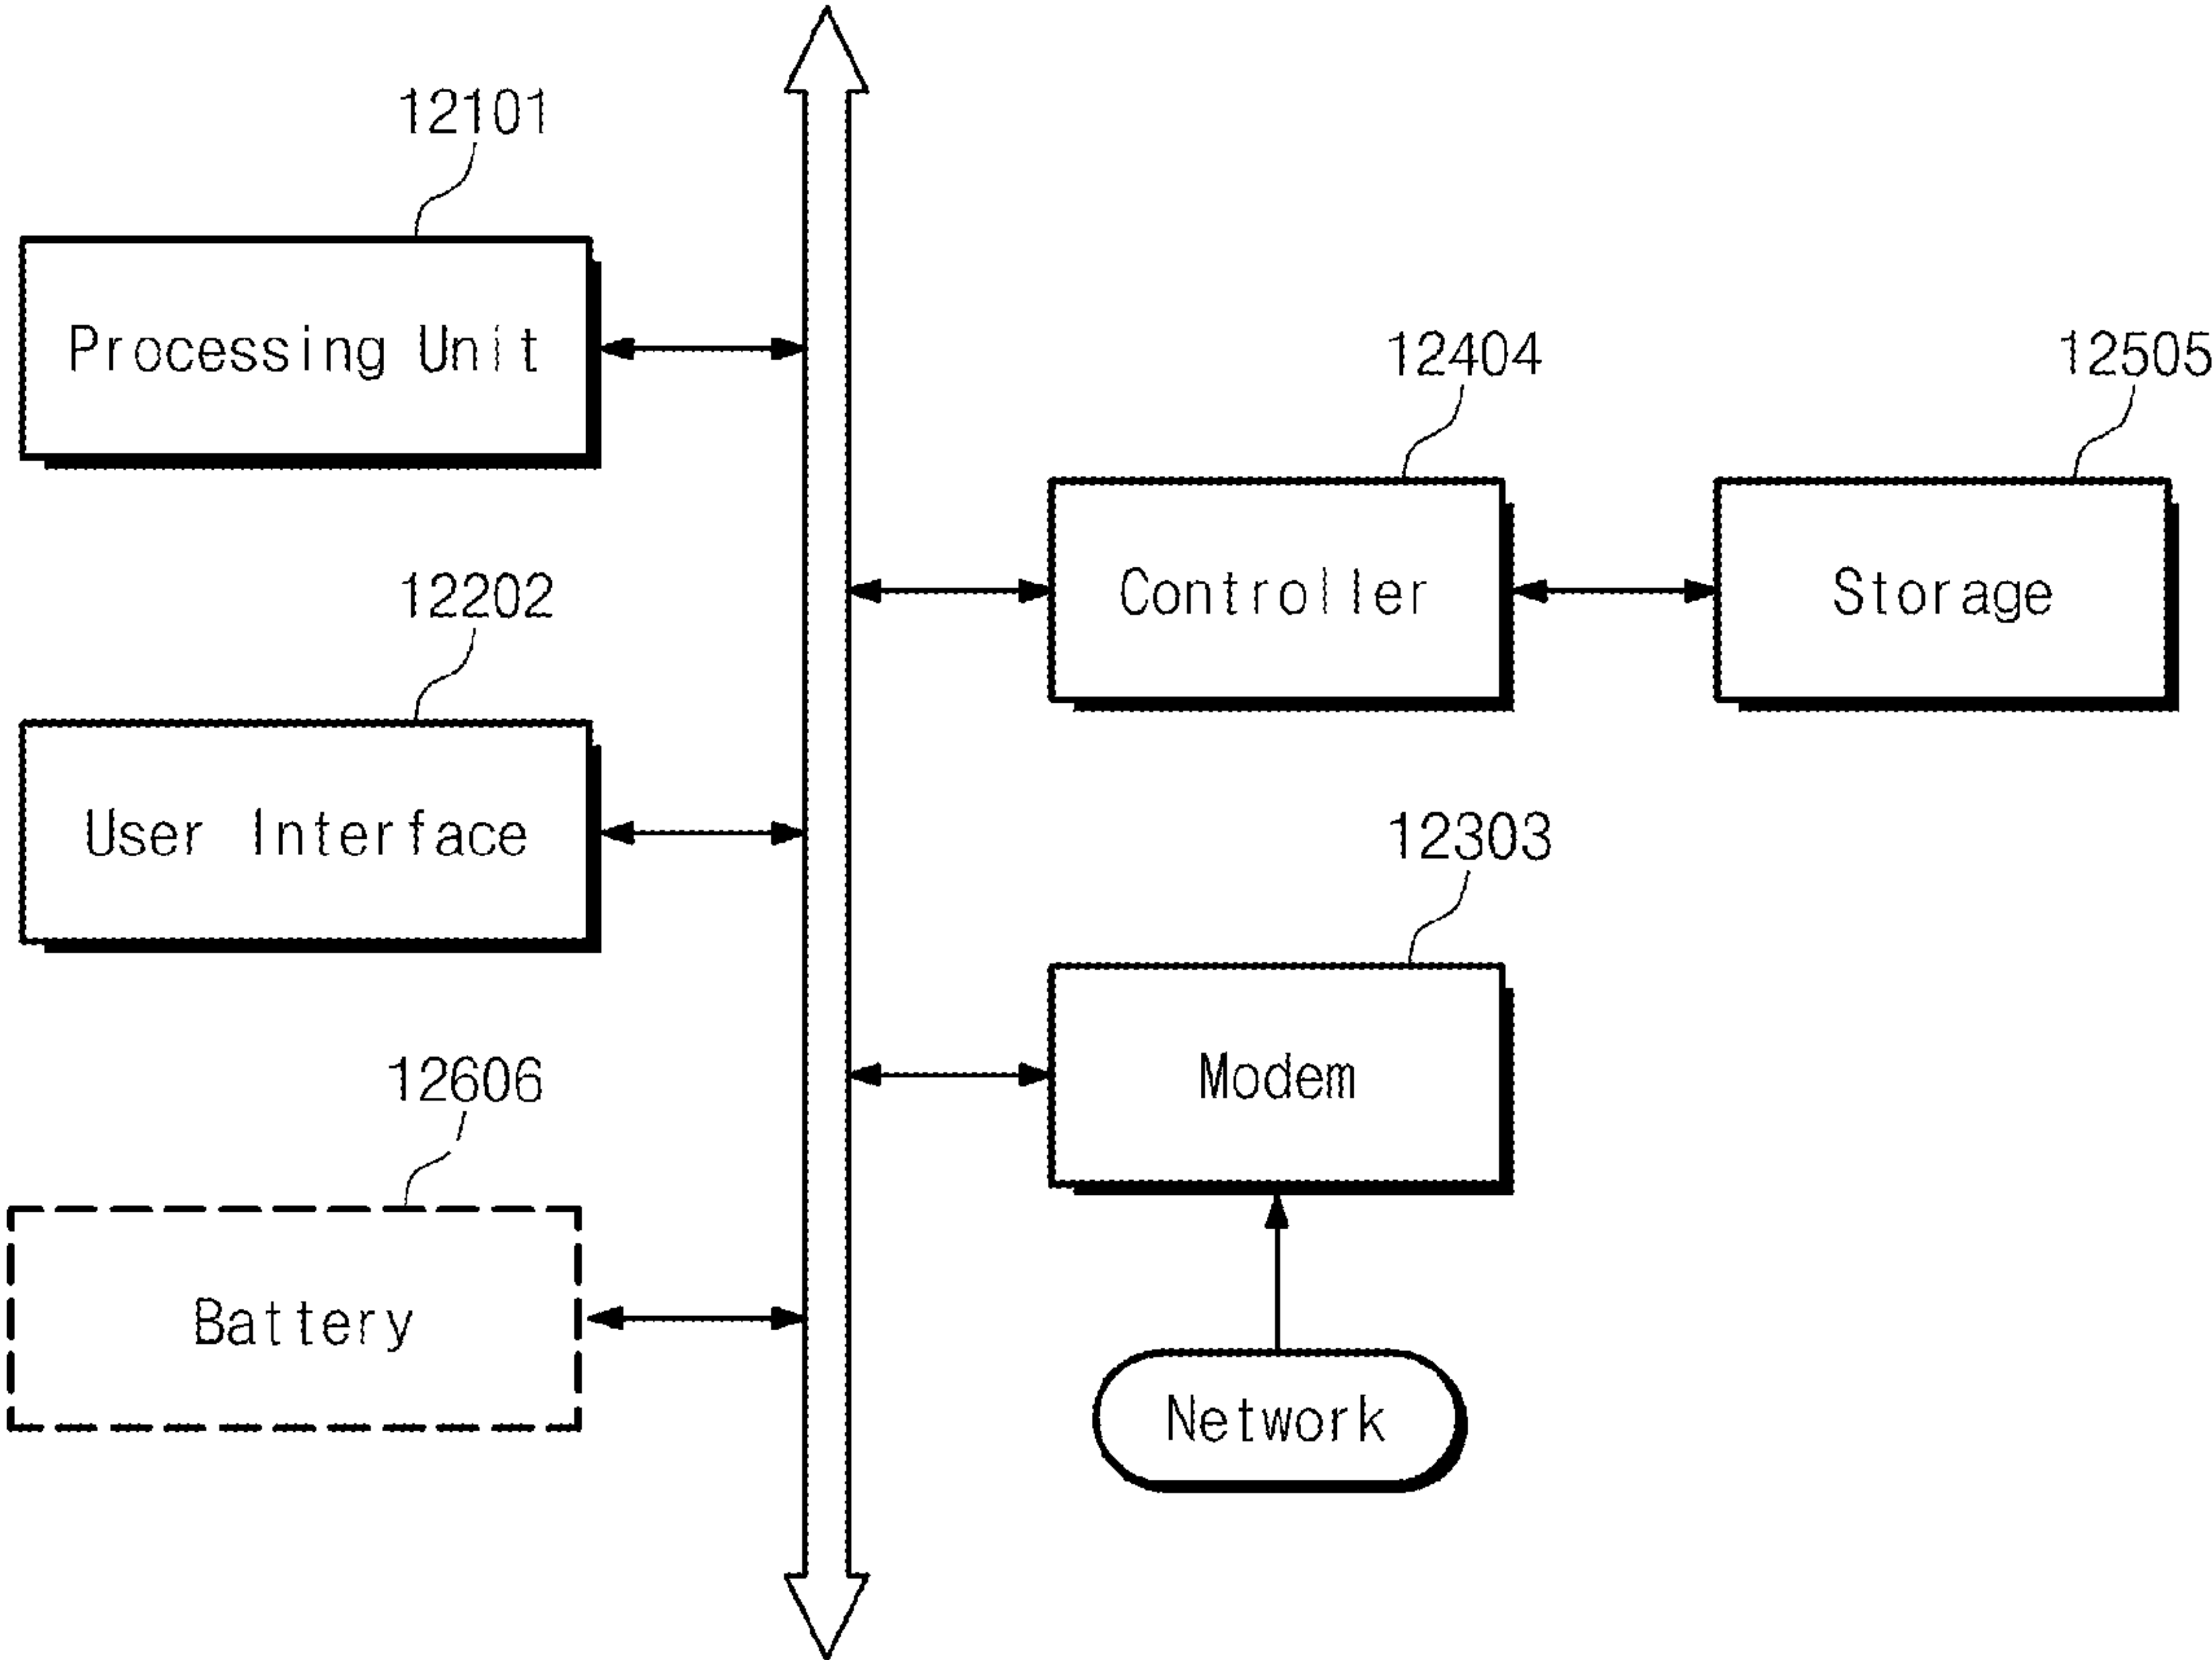 12101
Processing Unit
12404
12505
Controller
Storage
12202
User Interface
12303
Modem
12606
Battery
Network